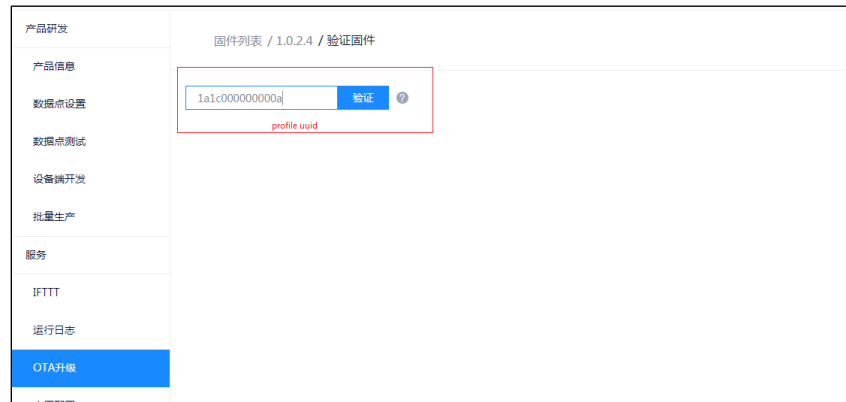 产品研发
固件列表 / 1.0.2.4 / 验证固件
产品信息
数据点设置
1a1c000000000a 验证 ?
profile uuid
数据点测试
设备端开发
批量生产
服务
IFTTT
运行日志
OTA升级